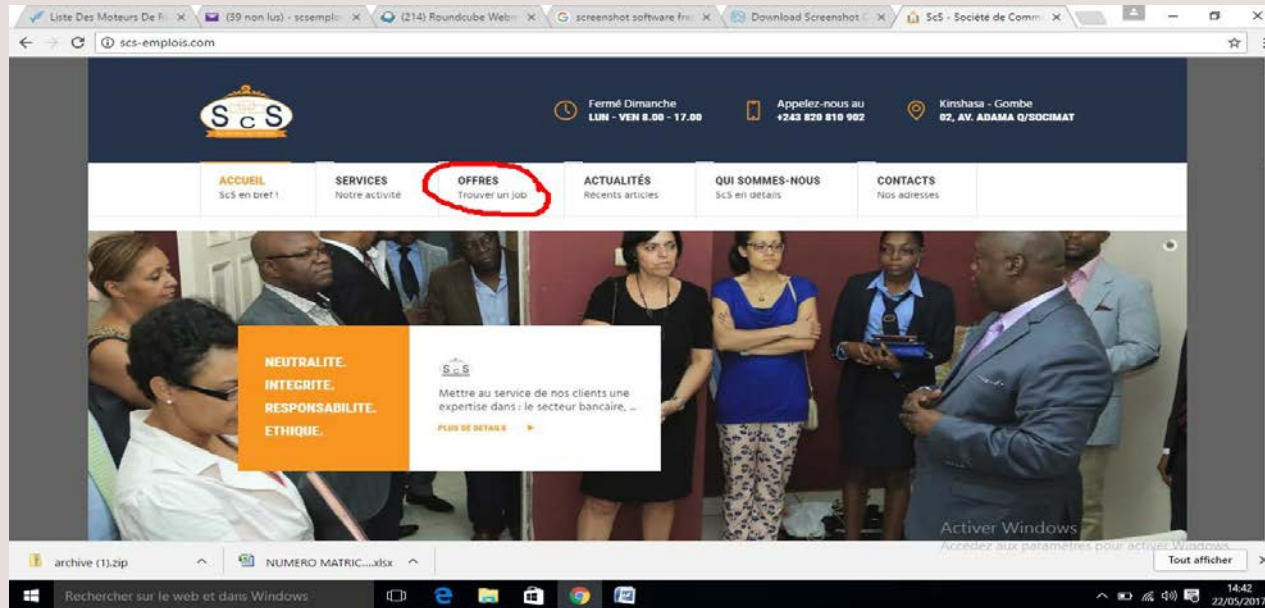 Liste Des Moteurs De R
(39 non lus) - scsemplo
(214) Roundcube Webm
screenshot software fre
Download Screenshot C
ScS - Société de Comm
scs-emplois.com
ScS
Fermé Dimanche
LUN - VEN 8.00 - 17.00
Appelez-nous au
+243 820 810 902
Kinshasa - Gombe
02, AV. ADAMA Q/SOCIMAT
ACCUEIL
ScS en bref !
SERVICES
Notre activité
OFFRES
Trouver un job
ACTUALITÉS
Récents articles
QUI SOMMES-NOUS
ScS en détails
CONTACTS
Nos adresses
NEUTRALITE.
INTEGRITE.
RESPONSABILITE.
ETHIQUE.
ScS
Mettre au service de nos clients une
expertise dans : le secteur bancaire, ...
PLUS DE DETAILS
Activer Windows
Accédez aux paramètres pour activer Windows.
archive (1).zip
NUMERO MATRIC....xlsx
Tout afficher
Rechercher sur le web et dans Windows
14:42
22/05/2017